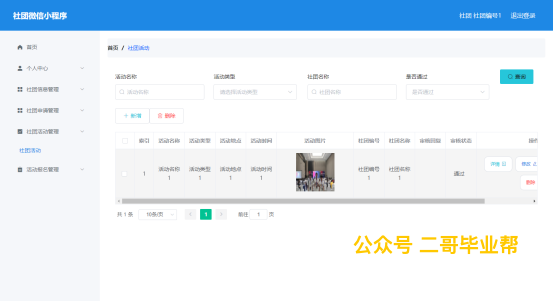 社团微信小程序
社团 社团编号1 退出登录
首页
个人中心
社团信息管理
社团申请管理
社团活动管理
社团活动
活动报名管理
首页 / 社团活动
活动名称 活动类型 社团名称 是否通过
活动名称 请选择活动类型 社团名称 是否通过 查询
+ 新增 删除
索引 活动名称 活动类型 活动地点 活动时间 活动图片 社团编号 社团名称 审核回复 审核状态 操作
1 活动名称1 活动类型1 活动地点1 活动时间1 社团编号1 社团名称1 通过 详情 修改
删除
共 1 条 10条/页 1 前往 1 页
公众号 二哥毕业帮